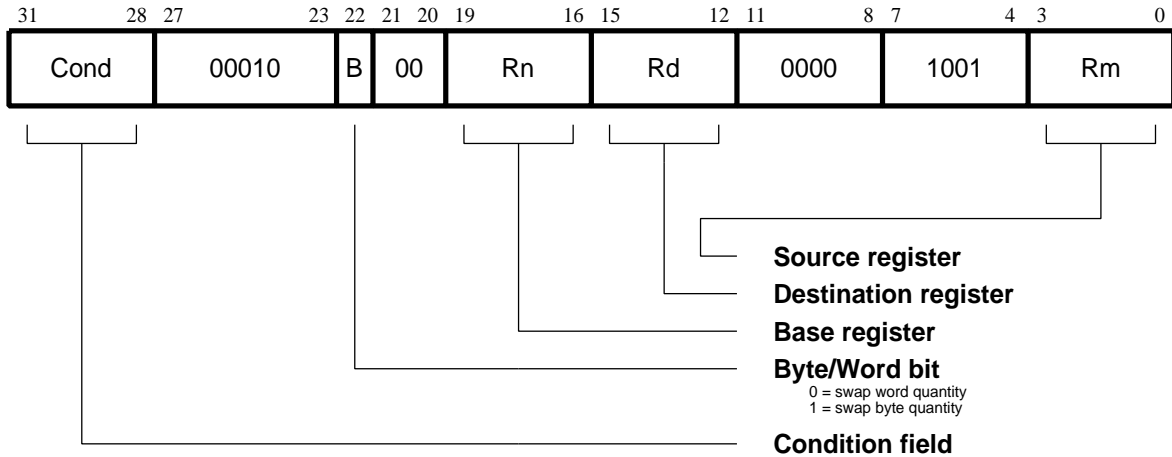 31 28 27 23 22 21 20 19 16 15 12 11 8 7 4 3 0
Cond 00010 B 00 Rn Rd 0000 1001 Rm
Source register
Destination register
Base register
Byte/Word bit
0 = swap word quantity
1 = swap byte quantity
Condition field